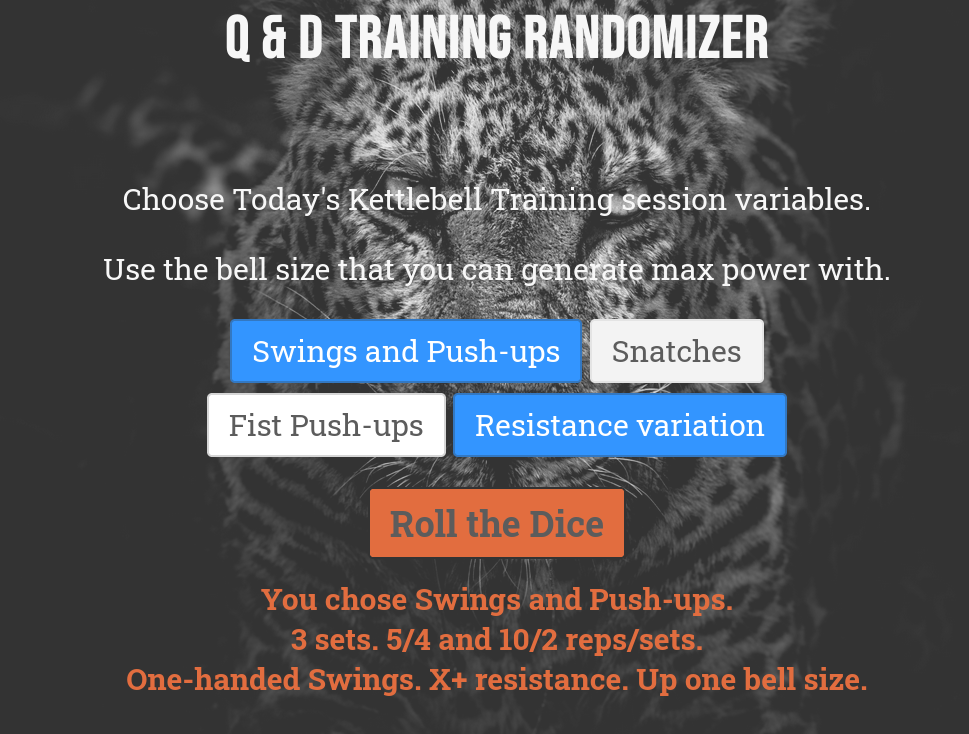 Q & D TRAINING RANDOMIZER
Choose Today's Kettlebell Training session variables.
Use the bell size that you can generate max power with.
Swings and Push-ups Snatches
Fist Push-ups Resistance variation
Roll the Dice
You chose Swings and Push-ups.
3 sets. 5/4 and 10/2 reps/sets.
One-handed Swings. X+ resistance. Up one bell size.